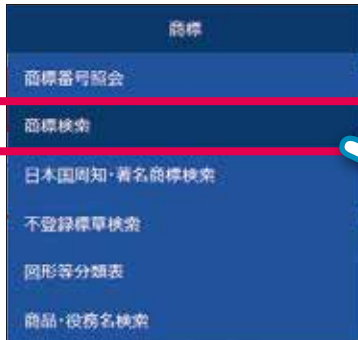 商標
商標番号照会
商標検索
日本国周知・著名商標検索
不登録標章検索
図形等分類表
商品・役務名検索